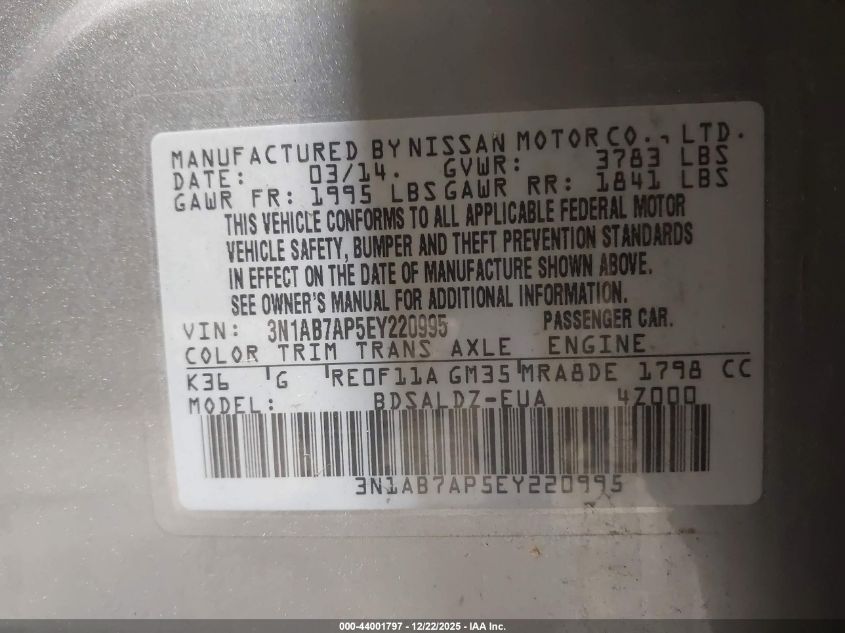 MANUFACTURED BY NISSAN MOTOR CO., LTD.
DATE: 03/14. GVWR: 3783 LBS
GAWR FR: 1995 LBS GAWR RR: 1841 LBS
THIS VEHICLE CONFORMS TO ALL APPLICABLE FEDERAL MOTOR
VEHICLE SAFETY, BUMPER AND THEFT PREVENTION STANDARDS
IN EFFECT ON THE DATE OF MANUFACTURE SHOWN ABOVE.
SEE OWNER'S MANUAL FOR ADDITIONAL INFORMATION.
VIN: 3N1AB7AP5EY220995 PASSENGER CAR.
COLOR TRIM TRANS AXLE ENGINE
K36 G RE0F11A GM35 MRA8DE 1798 CC
MODEL: BDSALDZ-EUA 4Z000
3N1AB7AP5EY220995
000-44001797 - 12/22/2025 - IAA Inc.